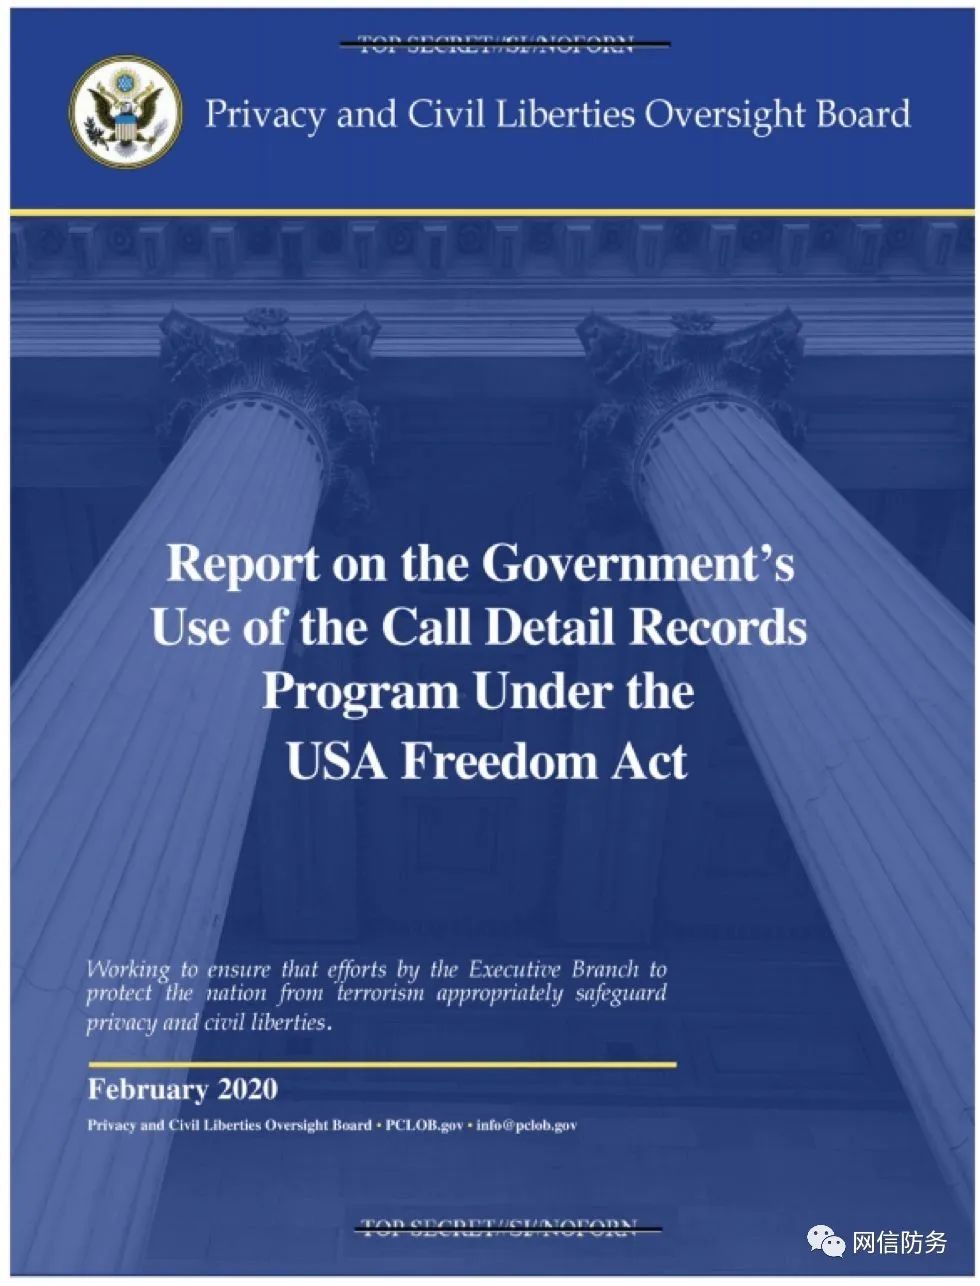 TOP SECRET//SI//NOFORN
Privacy and Civil Liberties Oversight Board
Report on the Government's
Use of the Call Detail Records
Program Under the
USA Freedom Act
Working to ensure that efforts by the Executive Branch to
protect the nation from terrorism appropriately safeguard
privacy and civil liberties.
February 2020
Privacy and Civil Liberties Oversight Board • PCLOB.gov • info@pclob.gov
TOP SECRET//SI//NOFORN
网信防务